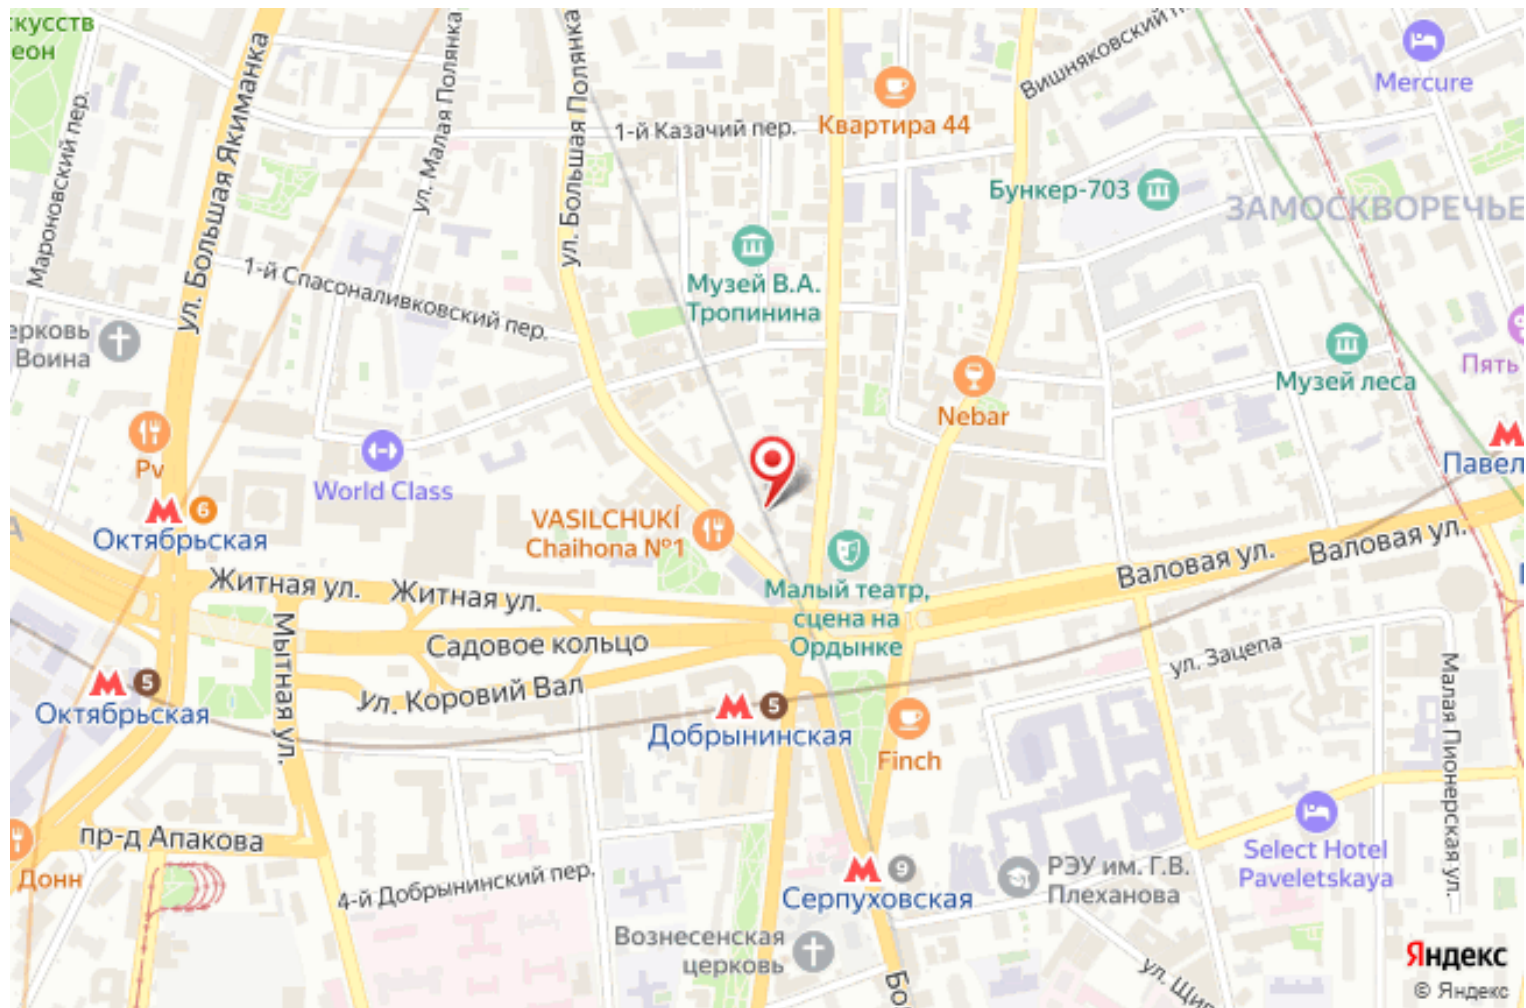 скусств
еон
ул. Большая Якиманка
ул. Малая Полянка
ул. Большая Полянка
Вишняковский п
Mercure
Мароновский пер.
1-й Казачий пер.
Квартира 44
Бункер-703
ЗАМОСКВОРЕЧЬЕ
1-й Спасоналивковский пер.
Музей В.А.
Тропинина
ерковь
Воина
Музей леса
Пять
Nebar
Pv
World Class
Павел
6
Октябрьская
VASILCHUKÍ
Chaihona №1
Житная ул.
Житная ул.
Малый театр,
сцена на
Ордынке
Валовая ул.
Валовая ул.
Садовое кольцо
Мытная ул.
ул. Зацепа
Ул. Коровий Вал
5
Октябрьская
5
Добрынинская
Finch
Малая Пионерская ул.
пр-д Апакова
Донн
4-й Добрынинский пер.
9
Серпуховская
РЭУ им. Г.В.
Плеханова
Select Hotel
Paveletskaya
Вознесенская
церковь
Бо
ул. Щип
Яндекс
© Яндекс